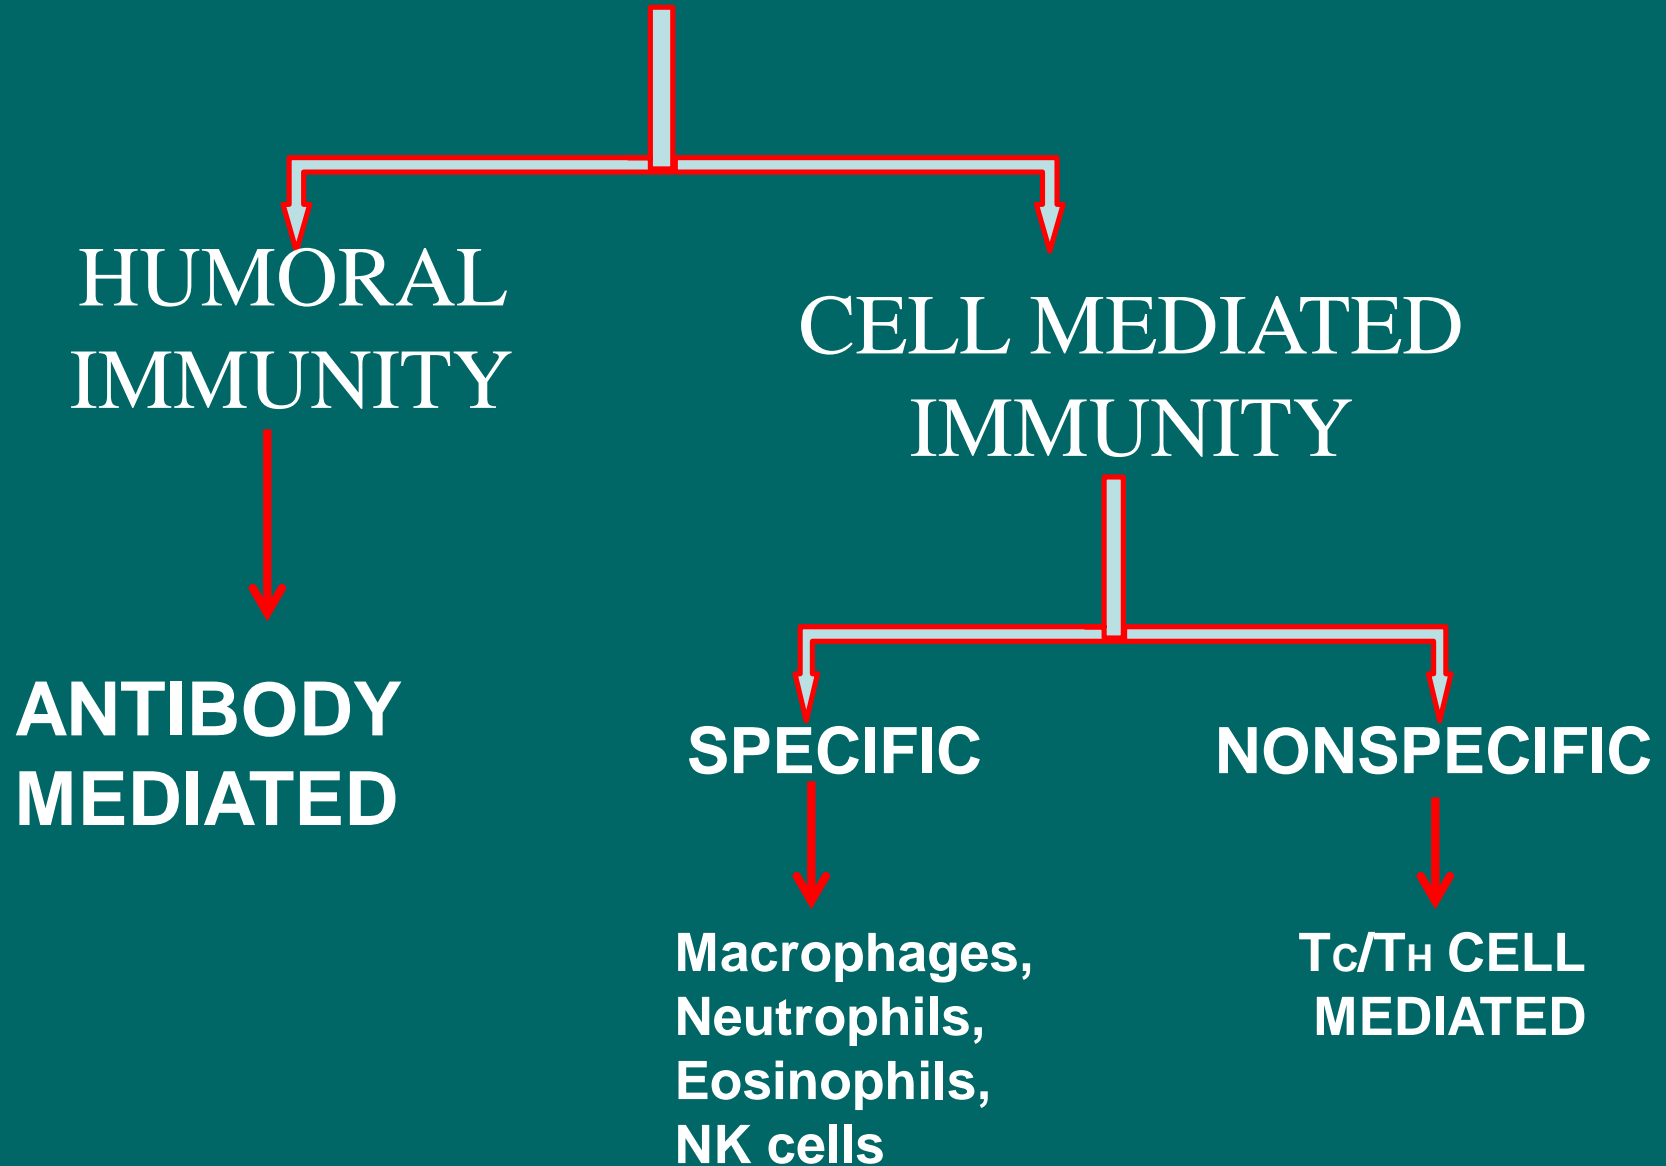 HUMORAL
IMMUNITY
CELL MEDIATED
IMMUNITY
ANTIBODY
MEDIATED
SPECIFIC
NONSPECIFIC
Macrophages,
Neutrophils,
Eosinophils,
NK cells
TC/TH CELL
MEDIATED